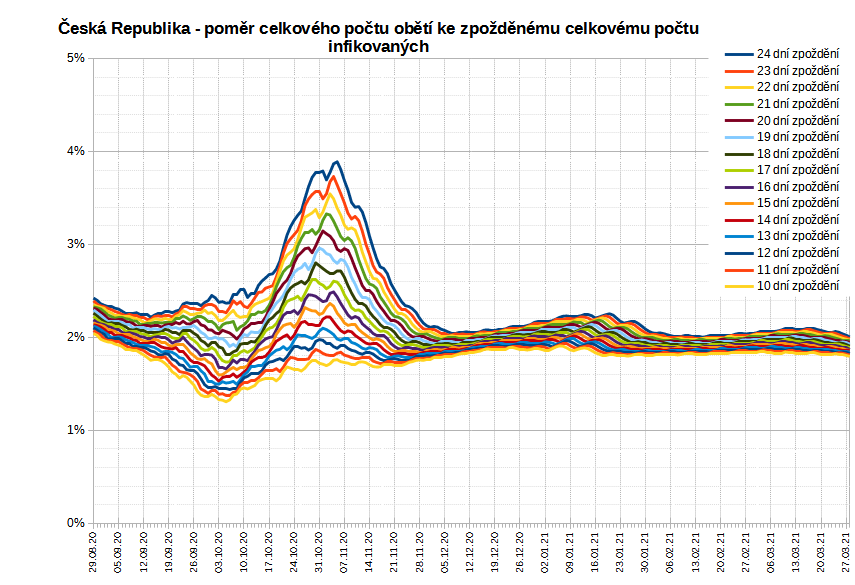 Česká Republika - poměr celkového počtu obětí ke zpožděnému celkovému počtu
infikovaných
5%
4%
3%
2%
1%
0%
24 dní zpoždění
23 dní zpoždění
22 dní zpoždění
21 dní zpoždění
20 dní zpoždění
19 dní zpoždění
18 dní zpoždění
17 dní zpoždění
16 dní zpoždění
15 dní zpoždění
14 dní zpoždění
13 dní zpoždění
12 dní zpoždění
11 dní zpoždění
10 dní zpoždění
29.08.20
05.09.20
12.09.20
19.09.20
26.09.20
03.10.20
10.10.20
17.10.20
24.10.20
31.10.20
07.11.20
14.11.20
21.11.20
28.11.20
05.12.20
12.12.20
19.12.20
26.12.20
02.01.21
09.01.21
16.01.21
23.01.21
30.01.21
06.02.21
13.02.21
20.02.21
27.02.21
06.03.21
13.03.21
20.03.21
27.03.21